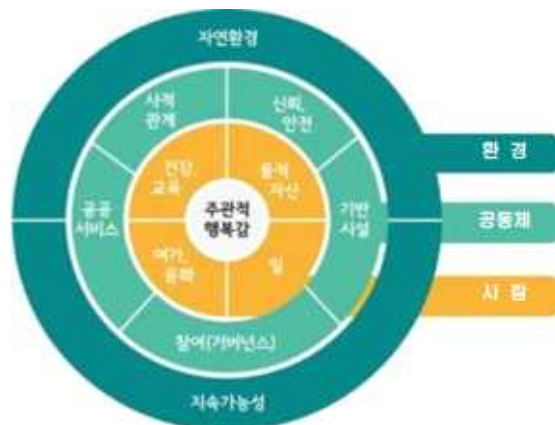 자연환경
사적
관계
신뢰,
안전
건강,
교육
물적
자산
환 경
공공
서비스
주관적
행복감
기반
시설
공동체
여가,
문화
일
사 람
참여(거버넌스)
지속가능성